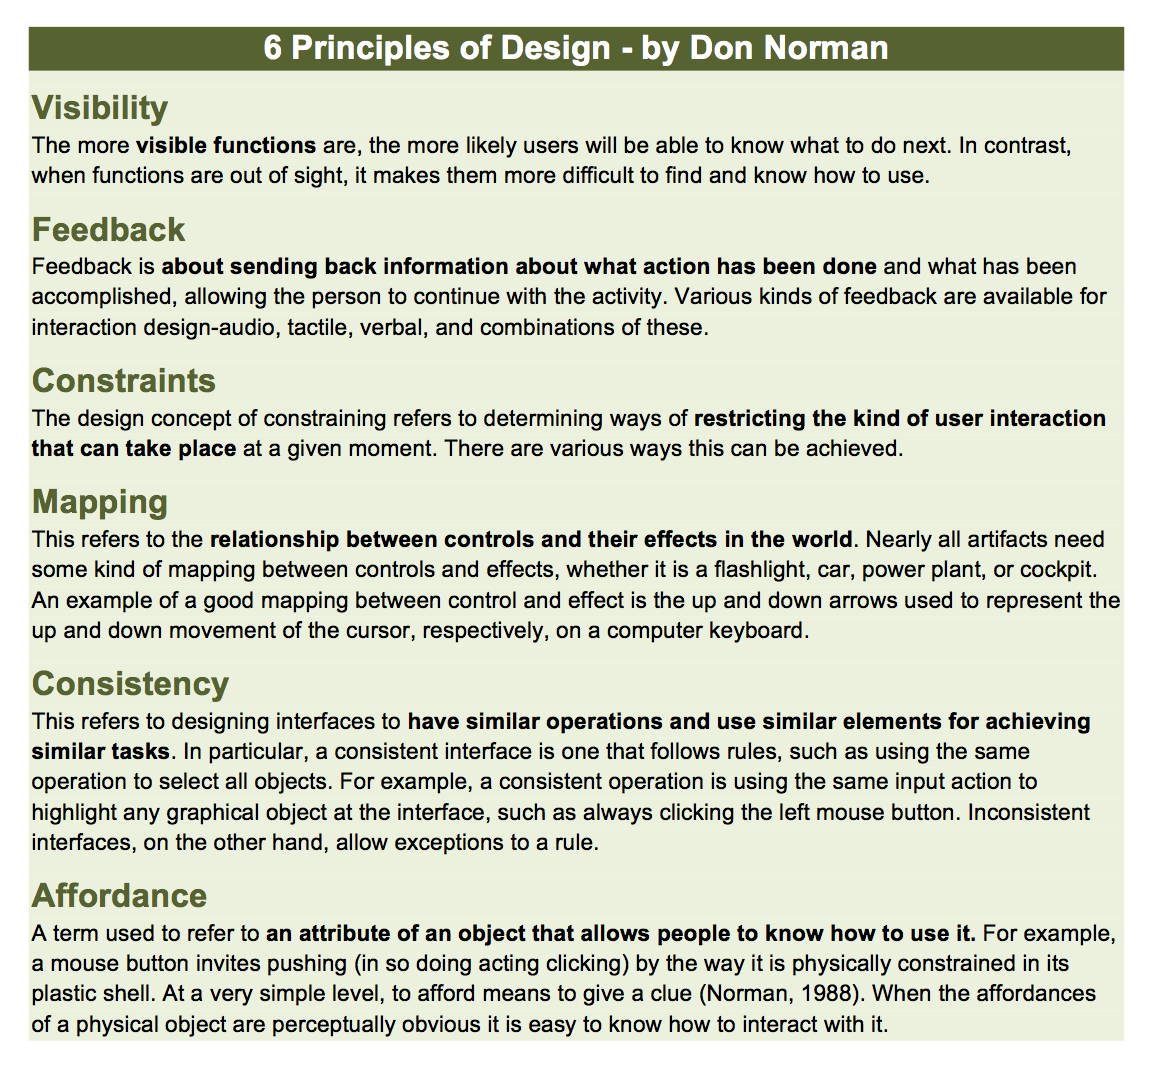 6 Principles of Design - by Don Norman
Visibility
The more visible functions are, the more likely users will be able to know what to do next. In contrast,
when functions are out of sight, it makes them more difficult to find and know how to use.
Feedback
Feedback is about sending back information about what action has been done and what has been
accomplished, allowing the person to continue with the activity. Various kinds of feedback are available for
interaction design-audio, tactile, verbal, and combinations of these.
Constraints
The design concept of constraining refers to determining ways of restricting the kind of user interaction
that can take place at a given moment. There are various ways this can be achieved.
Mapping
This refers to the relationship between controls and their effects in the world. Nearly all artifacts need
some kind of mapping between controls and effects, whether it is a flashlight, car, power plant, or cockpit.
An example of a good mapping between control and effect is the up and down arrows used to represent the
up and down movement of the cursor, respectively, on a computer keyboard.
Consistency
This refers to designing interfaces to have similar operations and use similar elements for achieving
similar tasks. In particular, a consistent interface is one that follows rules, such as using the same
operation to select all objects. For example, a consistent operation is using the same input action to
highlight any graphical object at the interface, such as always clicking the left mouse button. Inconsistent
interfaces, on the other hand, allow exceptions to a rule.
Affordance
A term used to refer to an attribute of an object that allows people to know how to use it. For example,
a mouse button invites pushing (in so doing acting clicking) by the way it is physically constrained in its
plastic shell. At a very simple level, to afford means to give a clue (Norman, 1988). When the affordances
of a physical object are perceptually obvious it is easy to know how to interact with it.